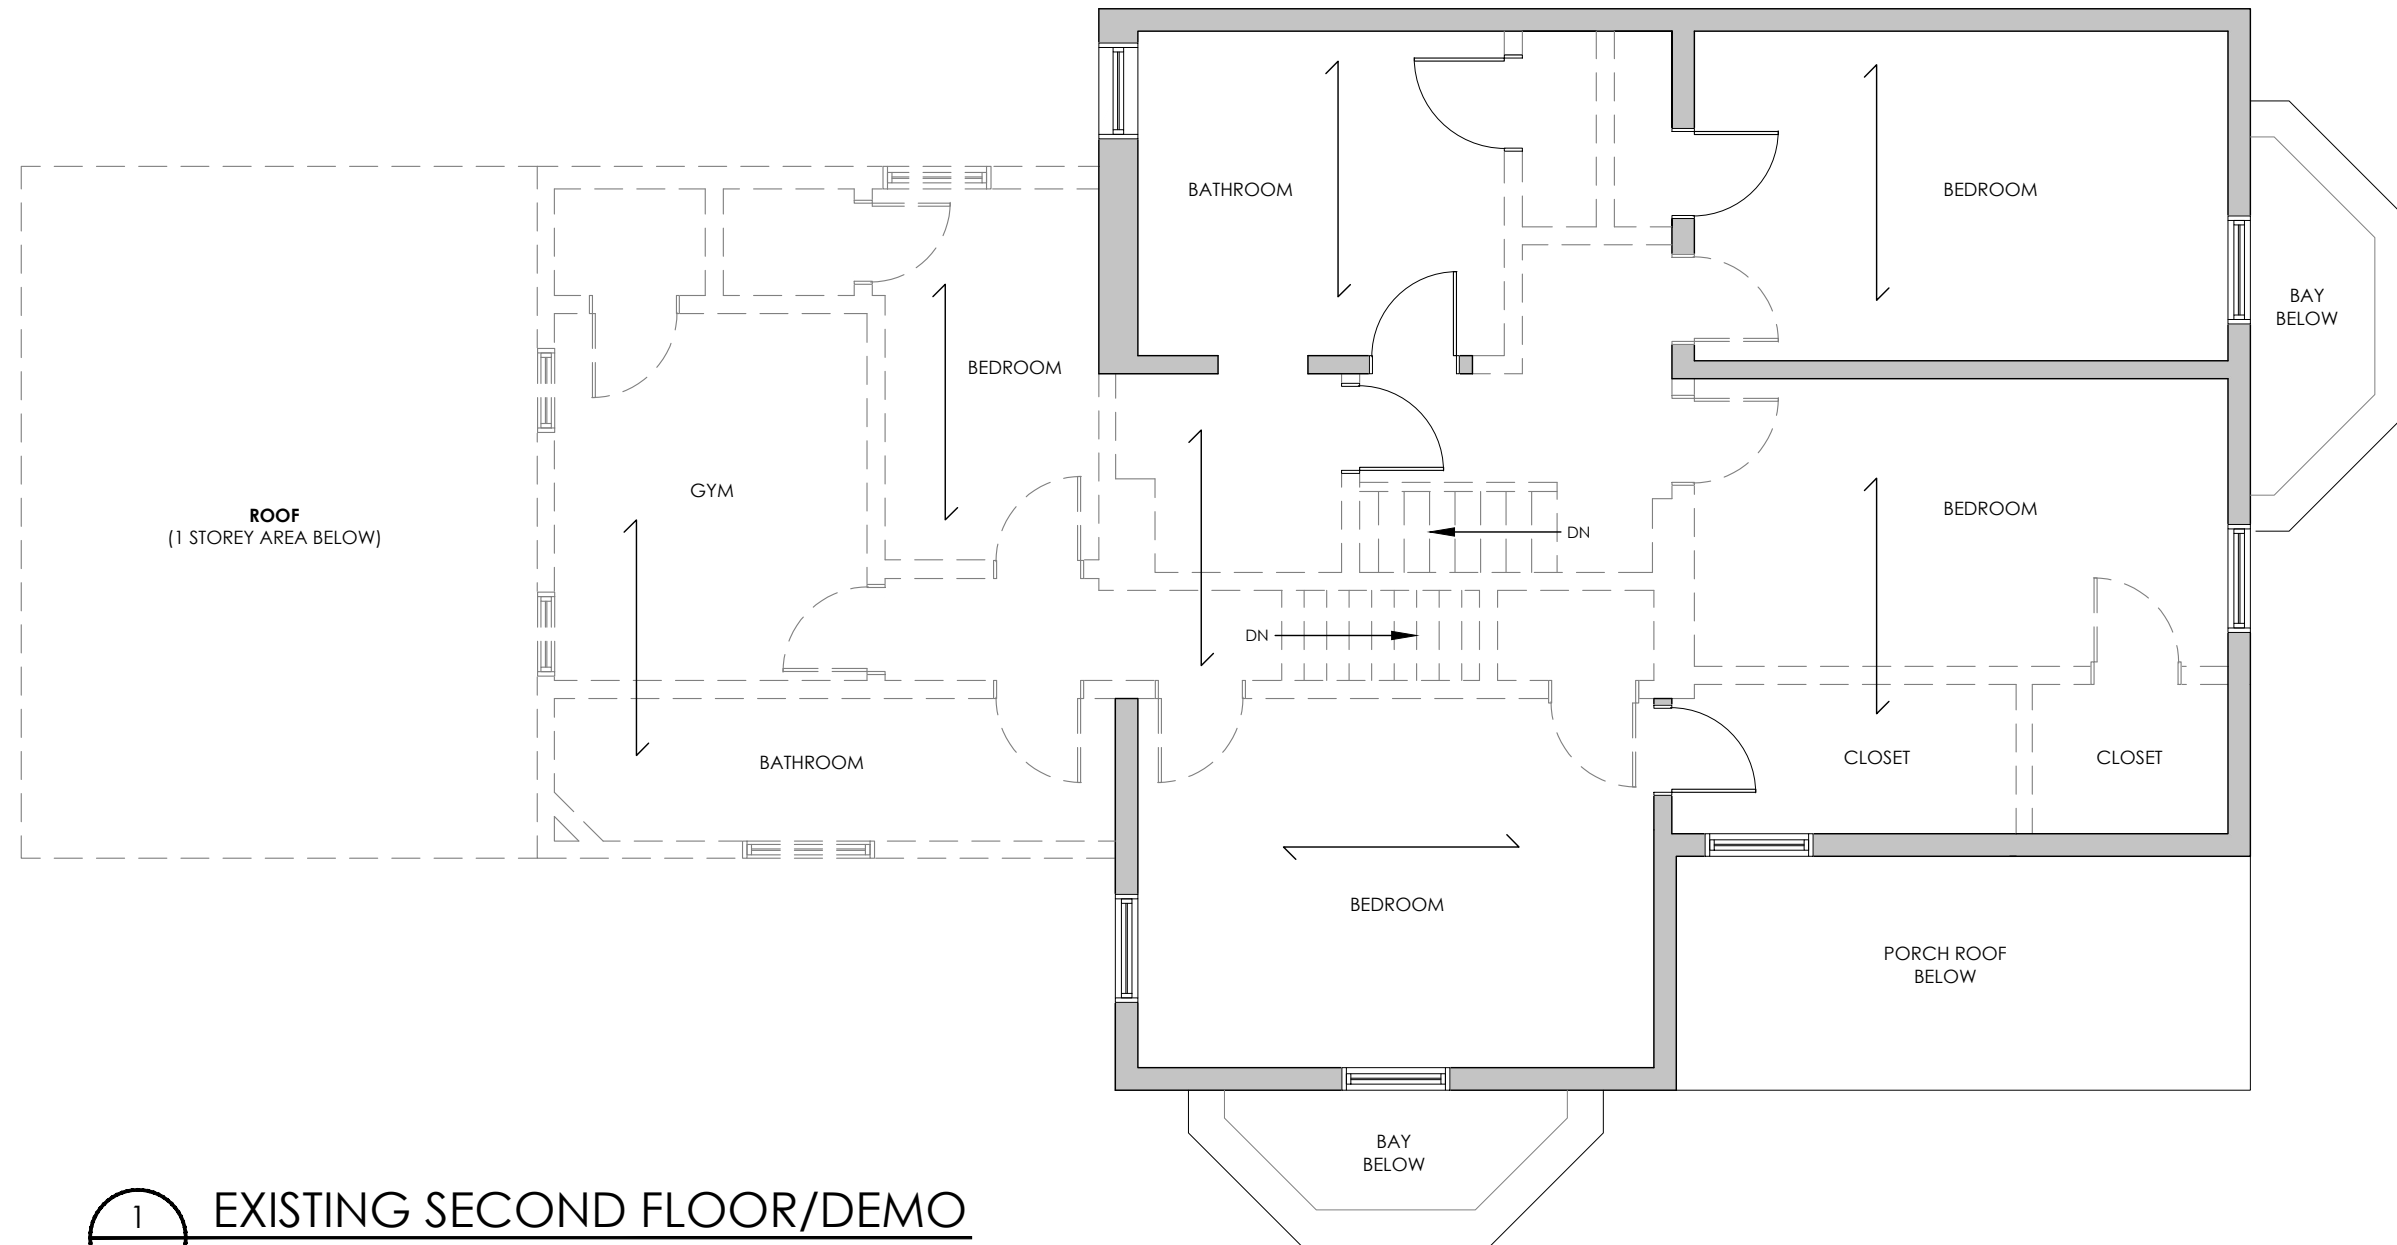 BATHROOM
BEDROOM
BAY
BELOW
BEDROOM
GYM
BEDROOM
ROOF
(1 STOREY AREA BELOW)
DN
DN
BATHROOM
CLOSET
CLOSET
BEDROOM
PORCH ROOF
BELOW
BAY
BELOW
1
EXISTING SECOND FLOOR/DEMO